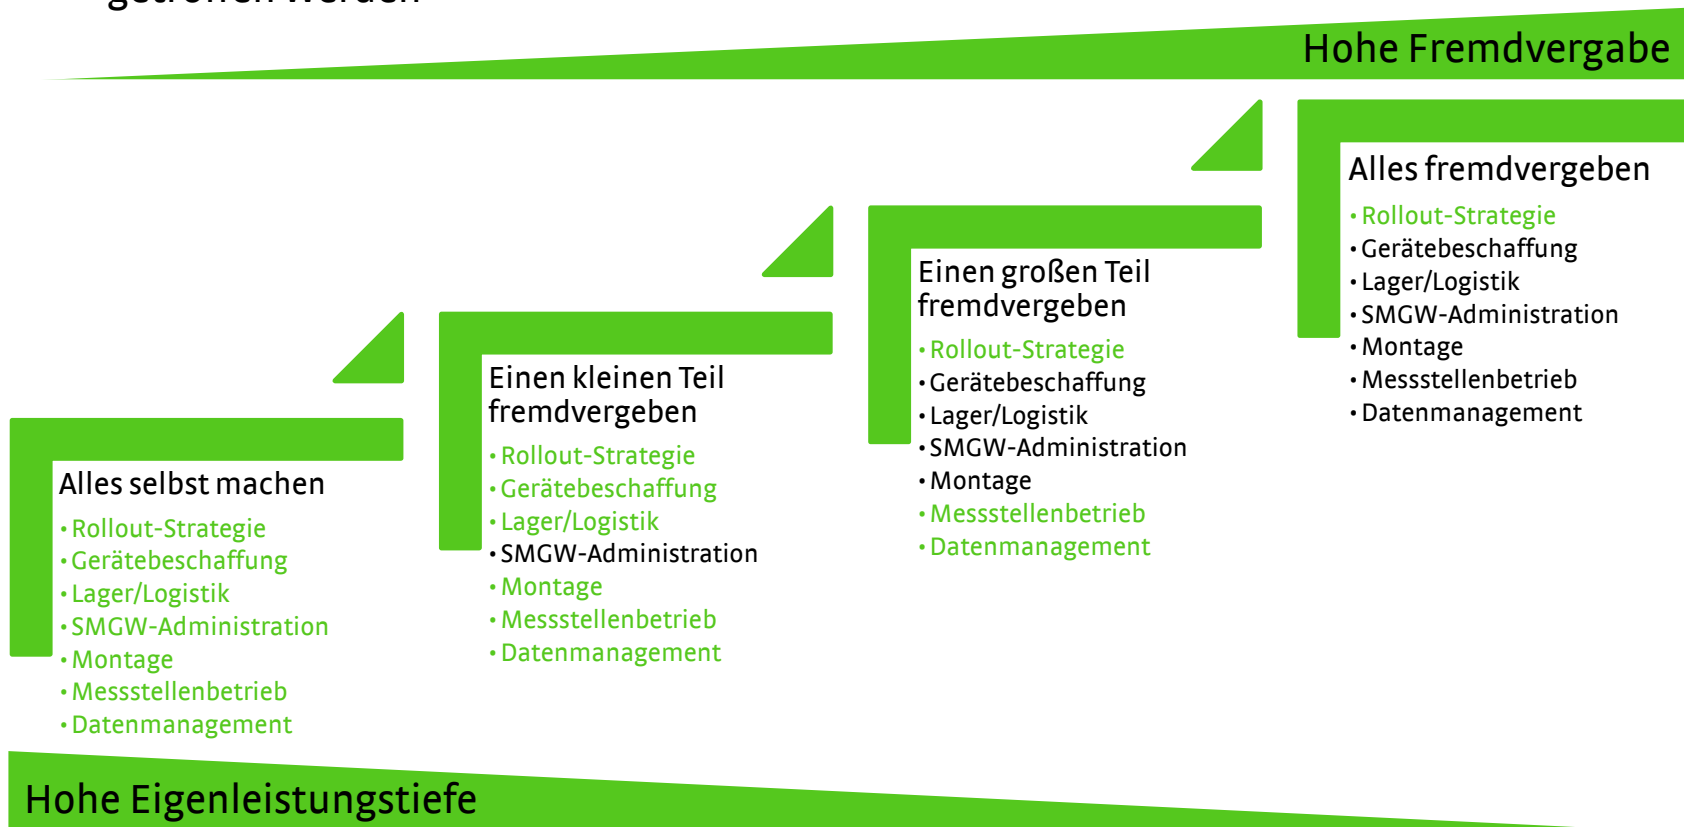 getroffen werden
Hohe Fremdvergabe
Alles selbst machen
• Rollout-Strategie
• Gerätebeschaffung
• Lager/Logistik
• SMGW-Administration
• Montage
• Messstellenbetrieb
• Datenmanagement
Einen kleinen Teil
fremdvergeben
• Rollout-Strategie
• Gerätebeschaffung
• Lager/Logistik
• SMGW-Administration
• Montage
• Messstellenbetrieb
• Datenmanagement
Einen großen Teil
fremdvergeben
• Rollout-Strategie
• Gerätebeschaffung
• Lager/Logistik
• SMGW-Administration
• Montage
• Messstellenbetrieb
• Datenmanagement
Alles fremdvergeben
• Rollout-Strategie
• Gerätebeschaffung
• Lager/Logistik
• SMGW-Administration
• Montage
• Messstellenbetrieb
• Datenmanagement
Hohe Eigenleistungstiefe